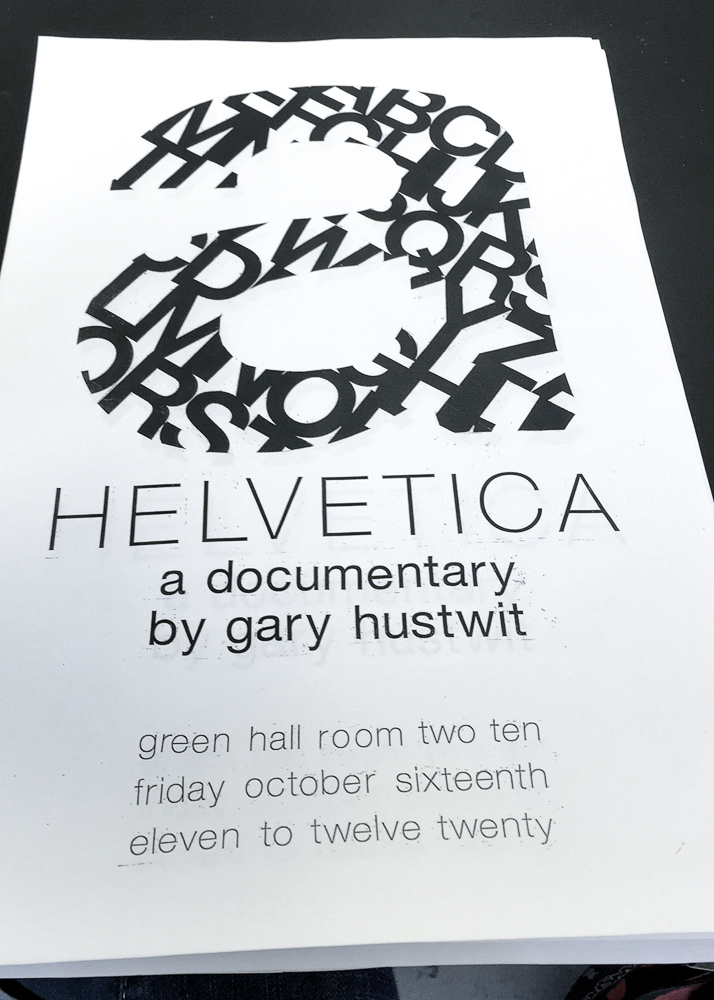 HELVETICA
a documentary
by gary hustwit
green hall room two ten
friday october sixteenth
eleven to twelve twenty